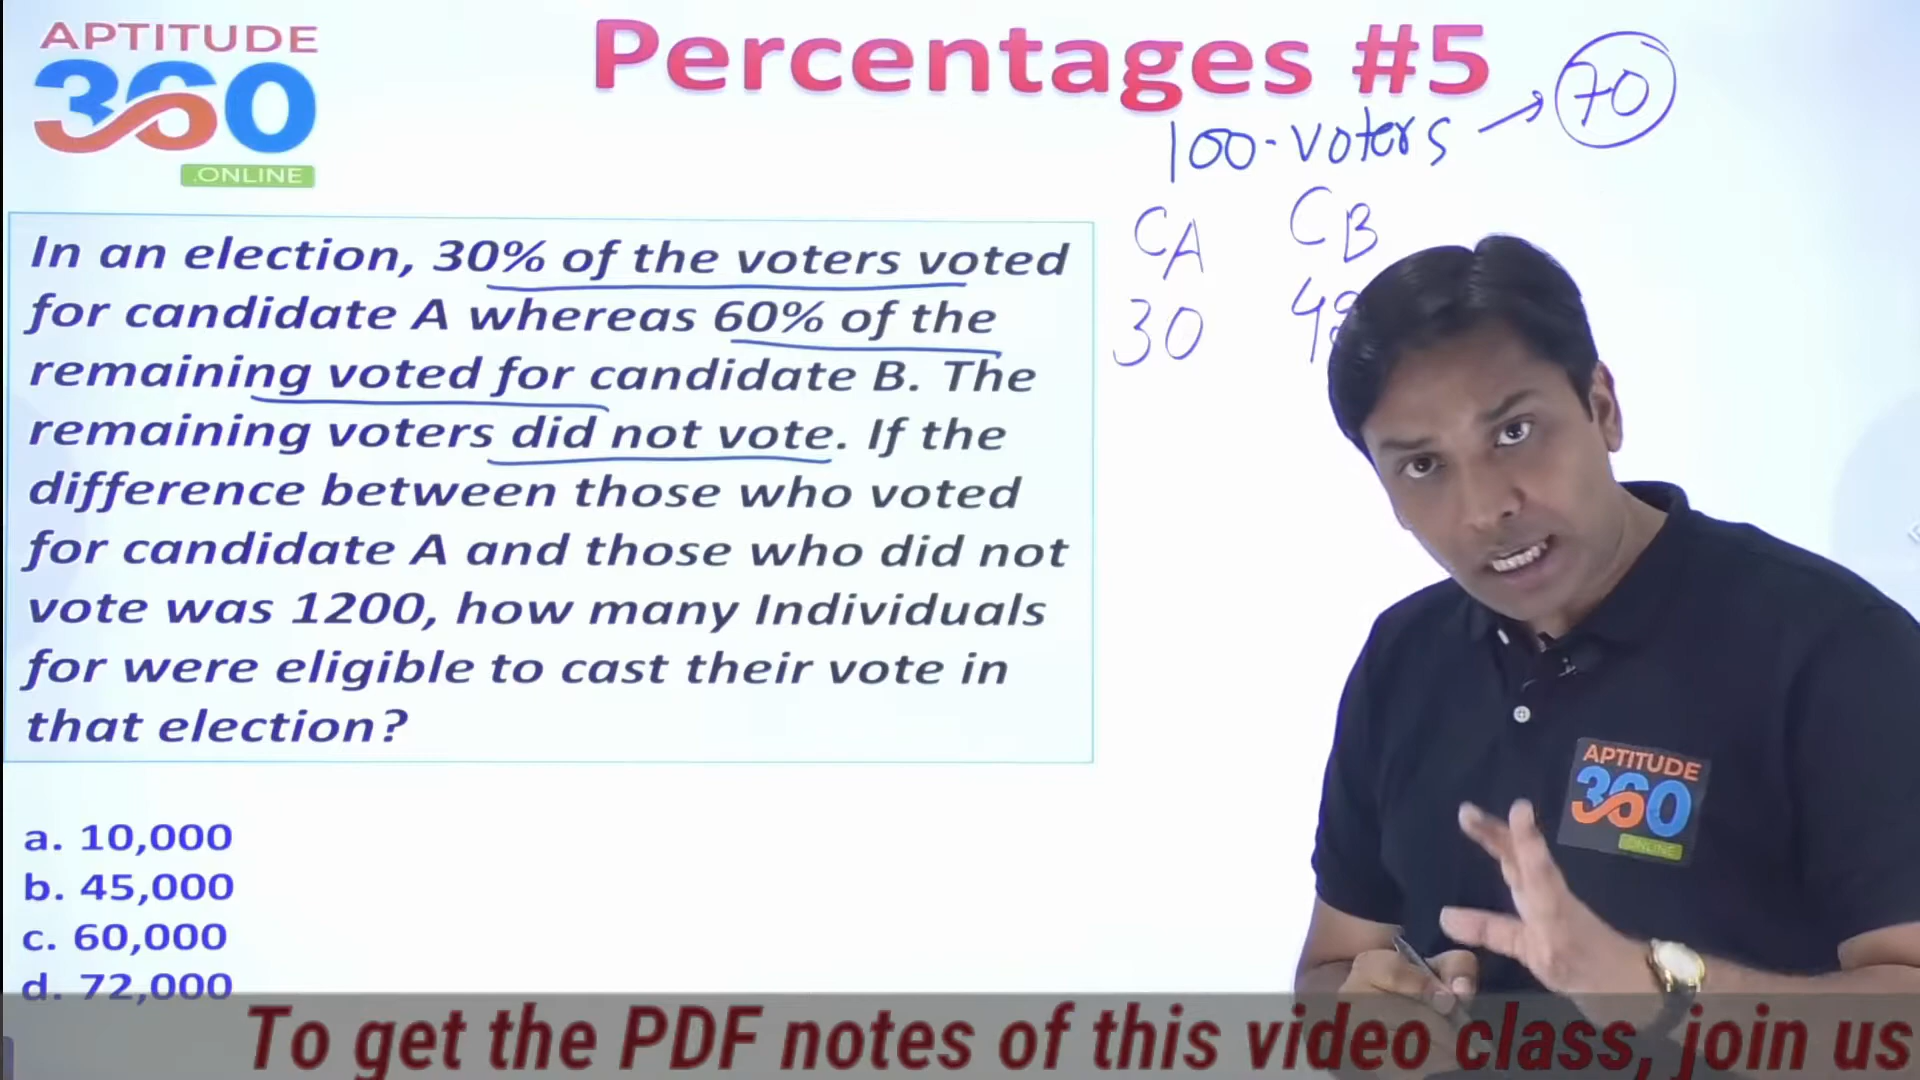 APTITUDE
360
.ONLINE
Percentages #5
100-voters → 70
CA CB
30
In an election, 30% of the voters voted
for candidate A whereas 60% of the
remaining voted for candidate B. The
remaining voters did not vote. If the
difference between those who voted
for candidate A and those who did not
vote was 1200, how many Individuals
for were eligible to cast their vote in
that election?
a. 10,000
b. 45,000
c. 60,000
d. 72,000
APTITUDE
360
ONLINE
To get the PDF notes of this video class, join us